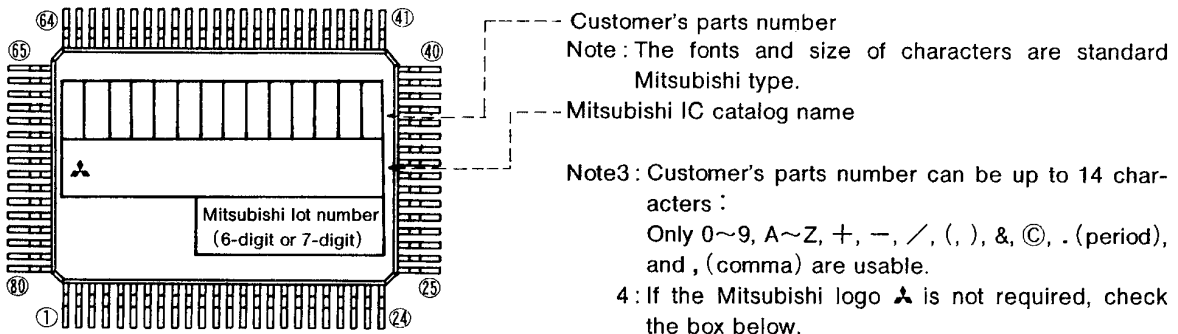 64
41
65
40
Customer's parts number
Note : The fonts and size of characters are standard
Mitsubishi type.
Mitsubishi IC catalog name
Mitsubishi lot number
(6-digit or 7-digit)
80
25
1
24
Note3 : Customer's parts number can be up to 14 char-
acters :
Only 0~9, A~Z, +, −, /, (, ), &, Ⓒ, . (period),
and , (comma) are usable.
4 : If the Mitsubishi logo is not required, check
the box below.